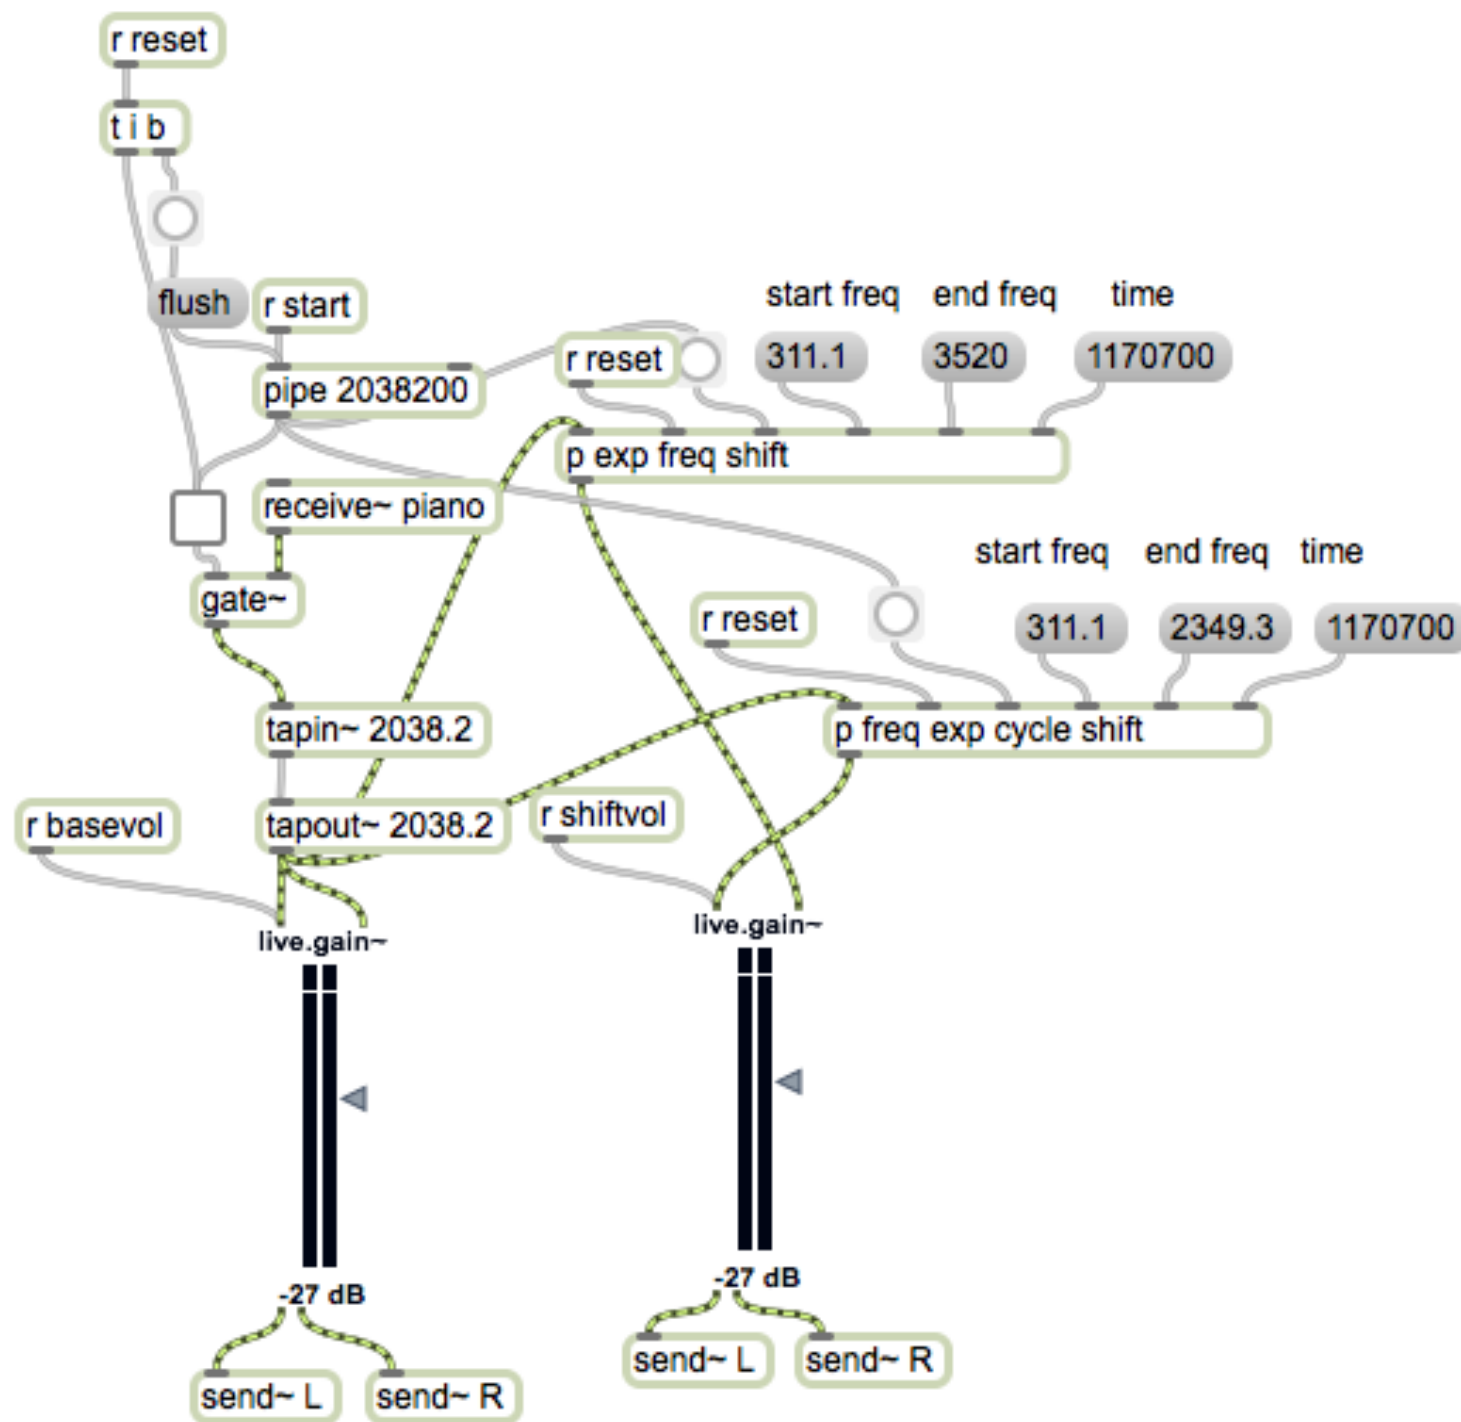 r reset
t i b
flush
r start
start freq
end freq
time
r reset
311.1
3520
1170700
pipe 2038200
p exp freq shift
receive~ piano
start freq
end freq
time
gate~
r reset
311.1
2349.3
1170700
tapin~ 2038.2
p freq exp cycle shift
r basevol
tapout~ 2038.2
r shiftvol
live.gain~
live.gain~
-27 dB
-27 dB
send~ L
send~ R
send~ L
send~ R